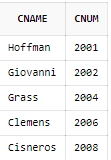 CNAME CNUM
Hoffman 2001
Giovanni 2002
Grass 2004
Clemens 2006
Cisneros 2008